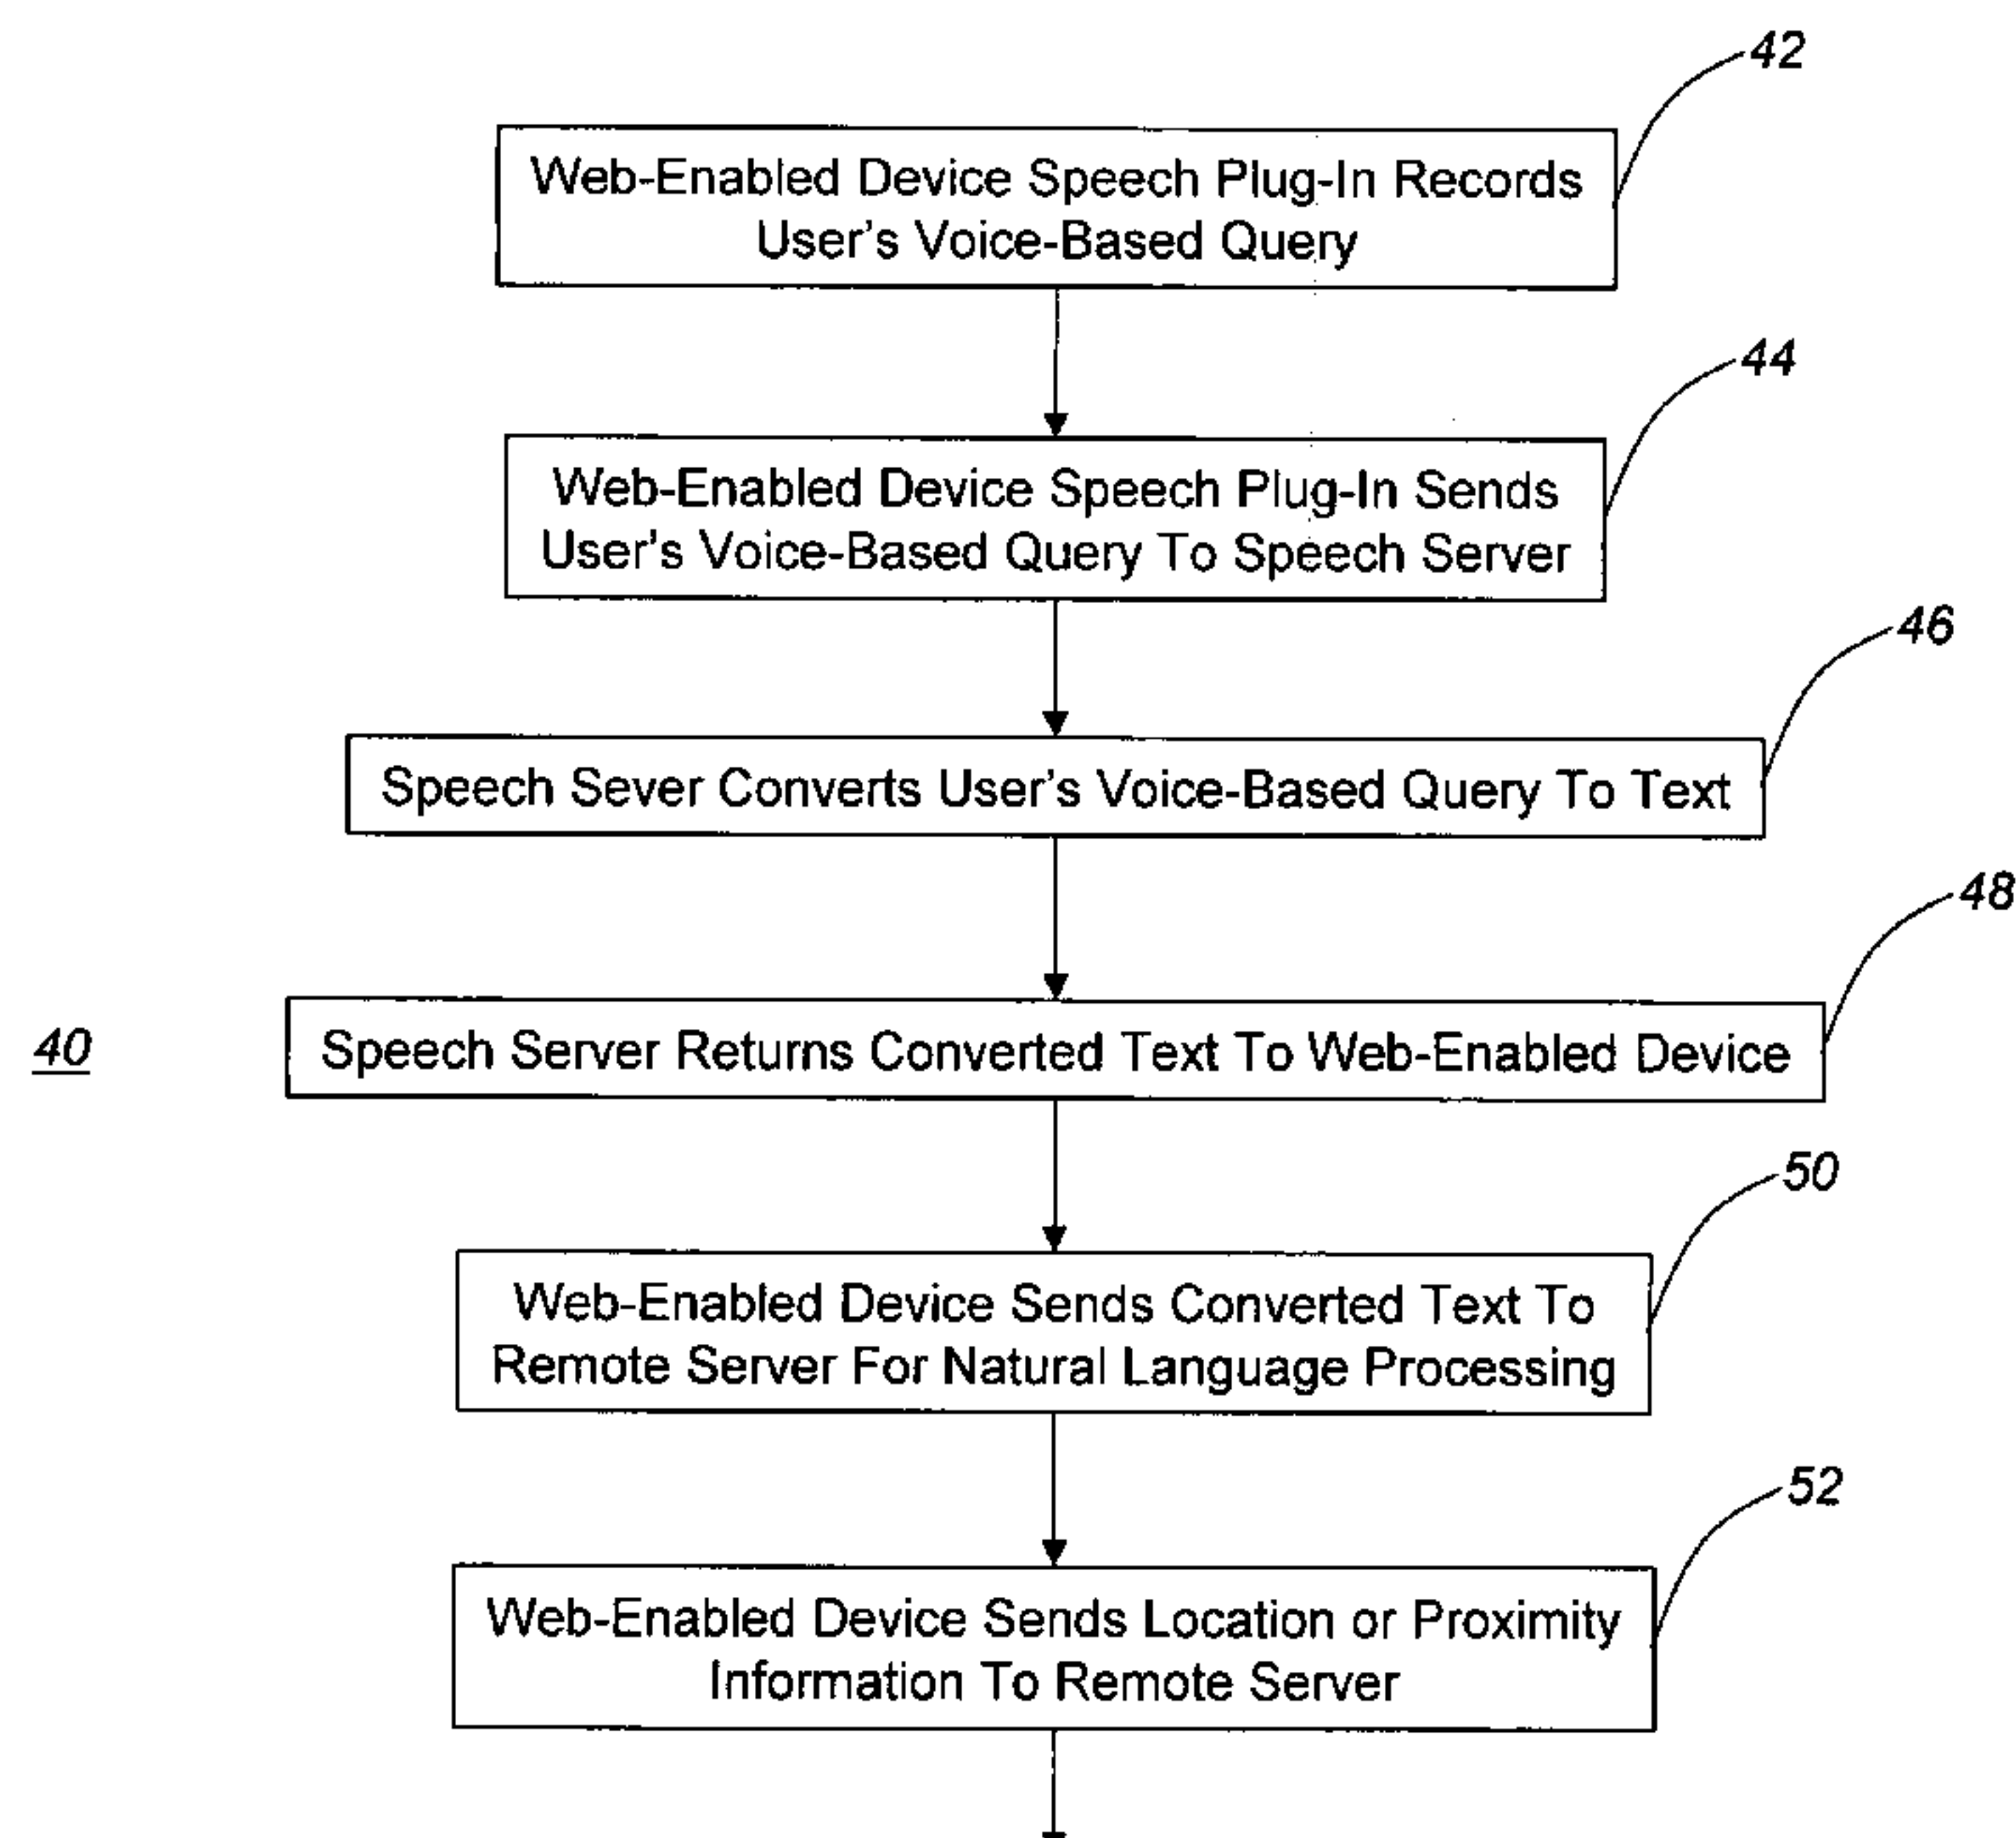 42
Web-Enabled Device Speech Plug-In Records
User's Voice-Based Query
44
Web-Enabled Device Speech Plug-In Sends
User's Voice-Based Query To Speech Server
46
Speech Sever Converts User's Voice-Based Query To Text
48
40
Speech Server Returns Converted Text To Web-Enabled Device
50
Web-Enabled Device Sends Converted Text To
Remote Server For Natural Language Processing
52
Web-Enabled Device Sends Location or Proximity
Information To Remote Server